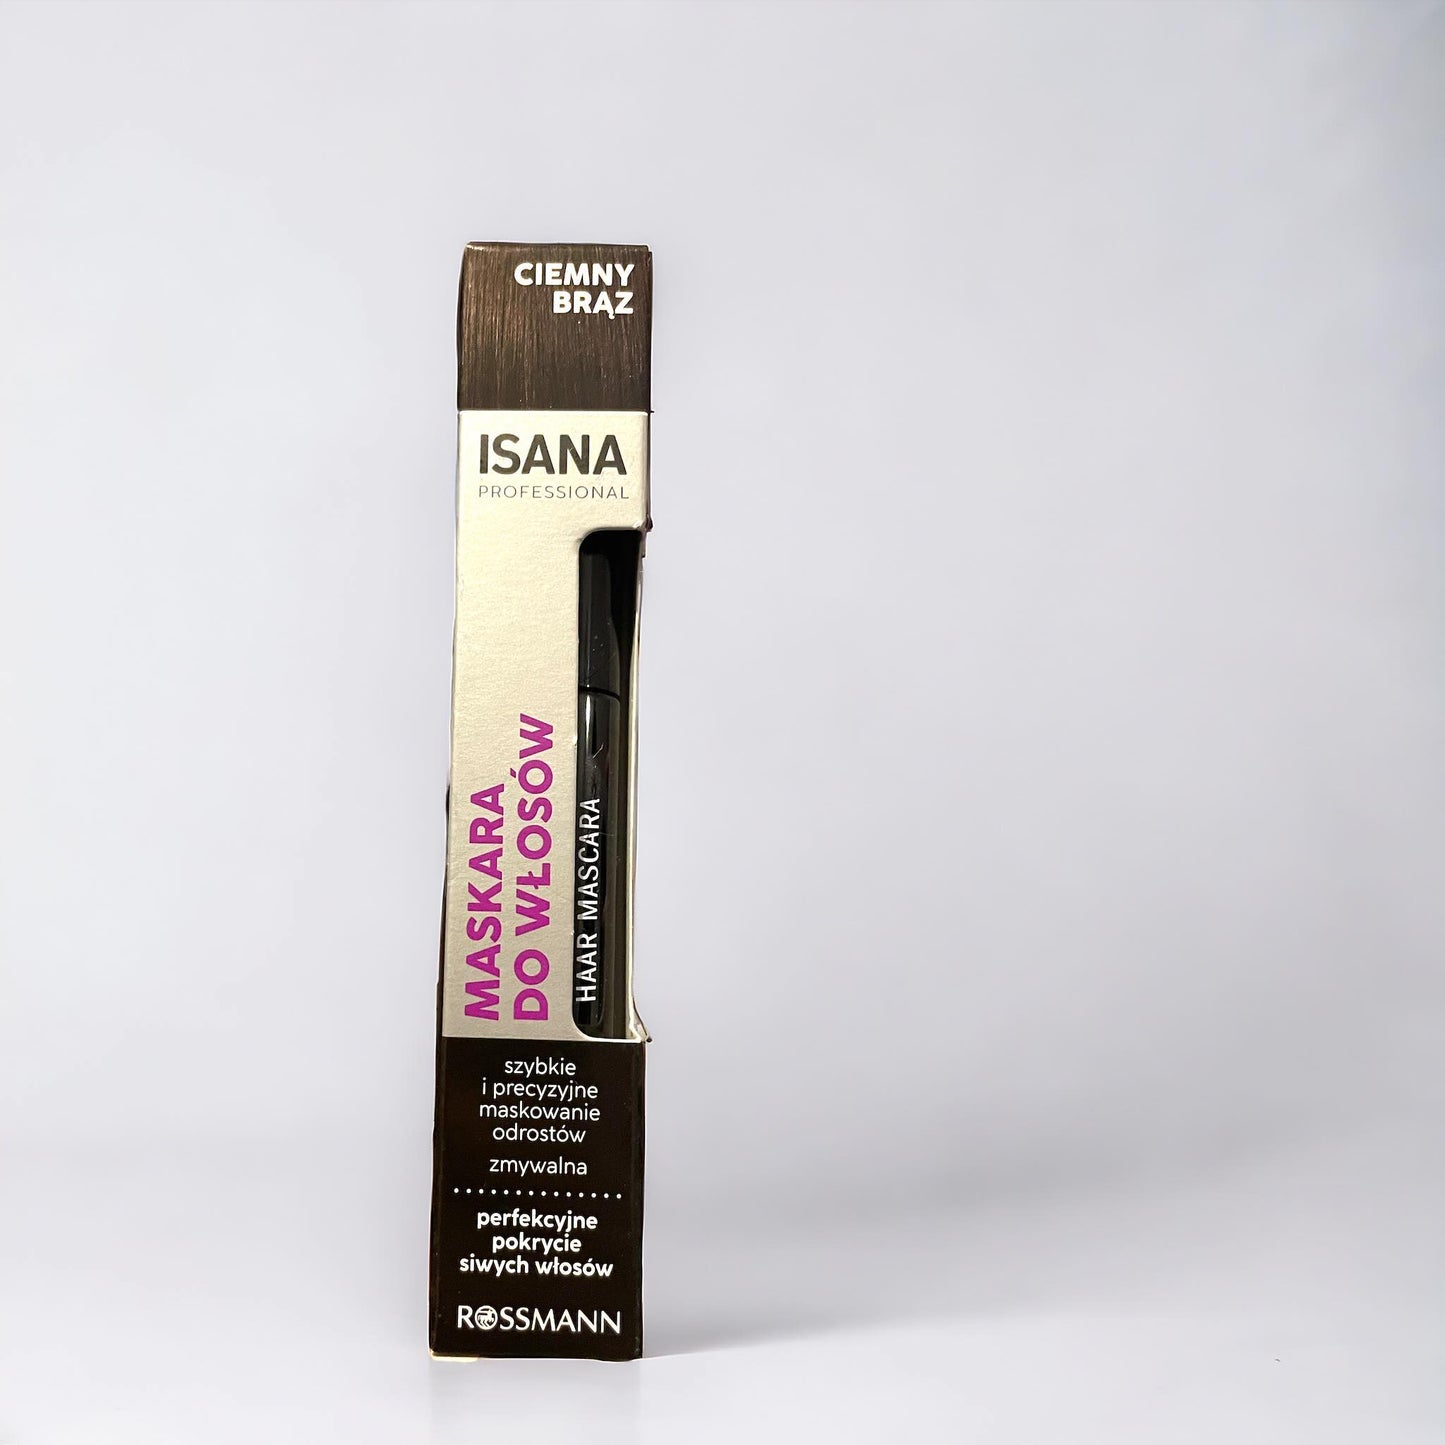 CIEMNY
BRĄZ
ISANA
PROFESSIONAL
MASKARA
DO WŁOSÓW
HAAR MASCARA
szybkie
i precyzyjne
maskowanie
odrostów
zmywalna
perfekcyjne
pokrycie
siwych włosów
ROSSMANN